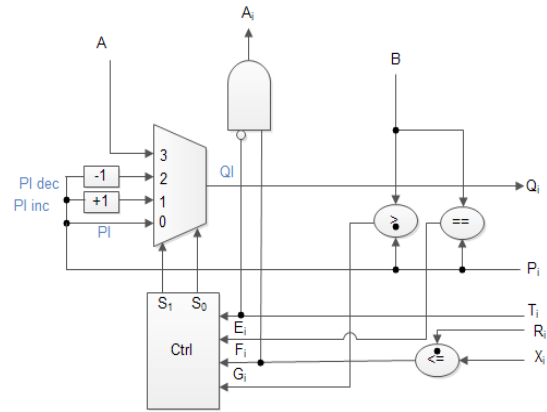 Aᵢ
A
B
3
QI
PI dec
-1
2
Qᵢ
PI inc
+1
1
>
==
PI
0
Pᵢ
S₁ S₀
Tᵢ
Eᵢ
Rᵢ
Ctrl
Fᵢ
<=
Xᵢ
Gᵢ